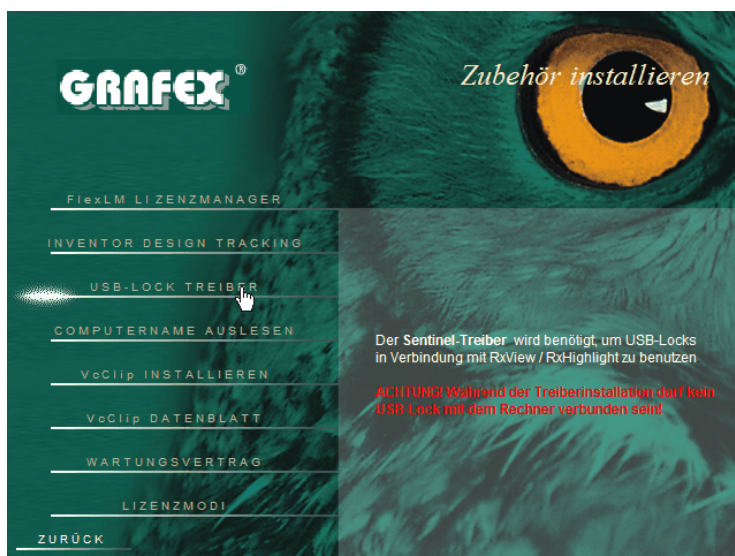 GRAFEX®
Zubehör installieren
FlexLM LIZENZMANAGER
INVENTOR DESIGN TRACKING
USB-LOCK TREIBER
COMPUTERNAME AUSLESEN
VcClip INSTALLIEREN
VcClip DATENBLATT
WARTUNGSVERTRAG
LIZENZMODI
ZURÜCK
Der Sentinel-Treiber wird benötigt, um USB-Locks
in Verbindung mit RxView / RxHighlight zu benutzen
ACHTUNG! Während der Treiberinstallation darf kein
USB-Lock mit dem Rechner verbunden sein!